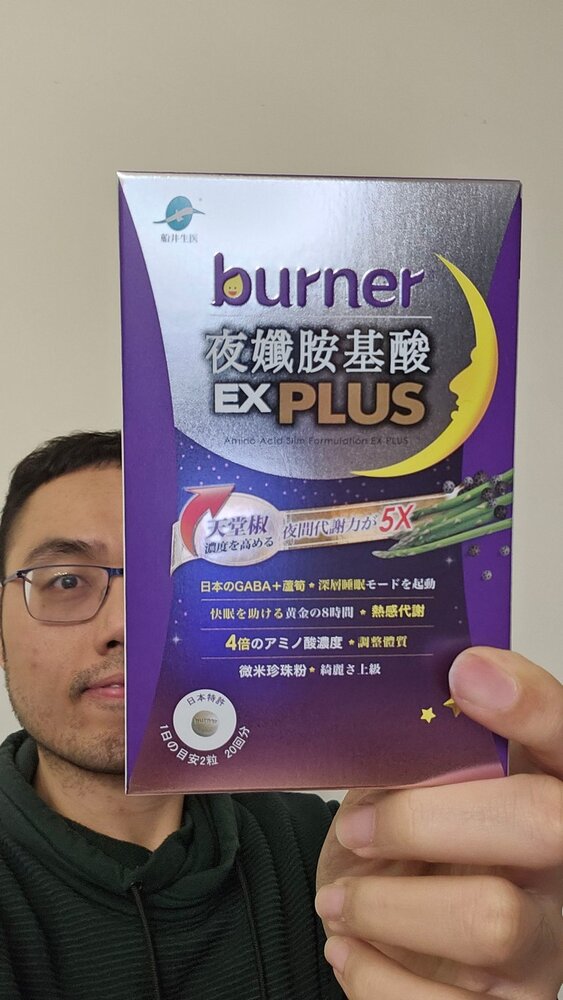 船井生医
burner
夜孅胺基酸
EX PLUS
Amino Acid Slim Formulation EX PLUS
天堂椒
濃度を高める
夜間代謝力が5X
日本のGABA+蘆筍★深層睡眠モードを起動
快眠を助ける黄金の8時間★熱感代謝
4倍のアミノ酸濃度★調整體質
微米珍珠粉★綺麗さ上級
日本特許
burner
1日の目安2粒 20回分